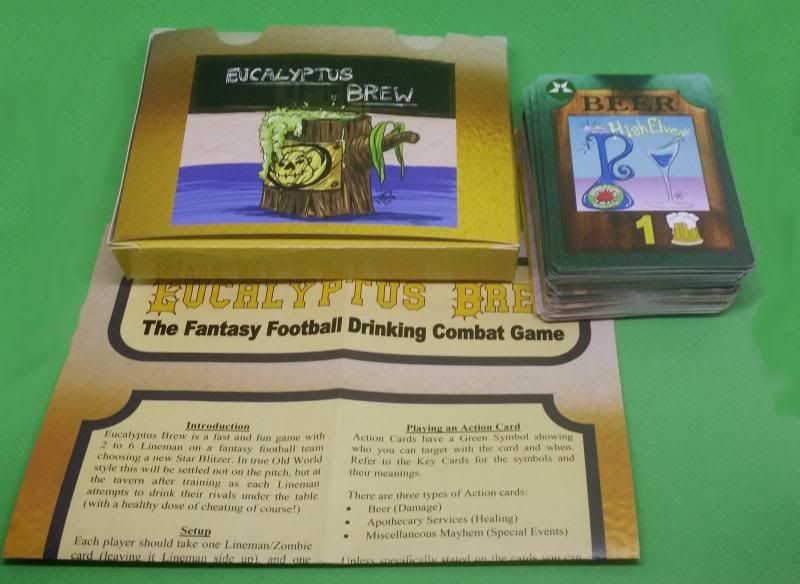 EUCALYPTUS
BREW
BEER
High Elven
1
EUCALYPTUS
The Fantasy Football Drinking Combat Game
Introduction
Eucalyptus Brew is a fast and fun game with
2 to 6 Lineman on a fantasy football team
choosing a new Star Blitzer. In true Old World
style this will be settled not on the pitch, but at
the tavern after training as each Lineman
attempts to drink their rivals under the table
(with a healthy dose of cheating of course!)
Setup
Each player should take one Lineman/Zombie
card (leaving it Lineman side up), and one
Playing an Action Card
Action Cards have a Green Symbol showing
who you can target with the card and when.
Refer to the Key Cards for the symbols and
their meanings.
There are three types of Action cards:
• Beer (Damage)
• Apothecary Services (Healing)
• Miscellaneous Mayhem (Special Events)
Unless specifically stated on the cards you can